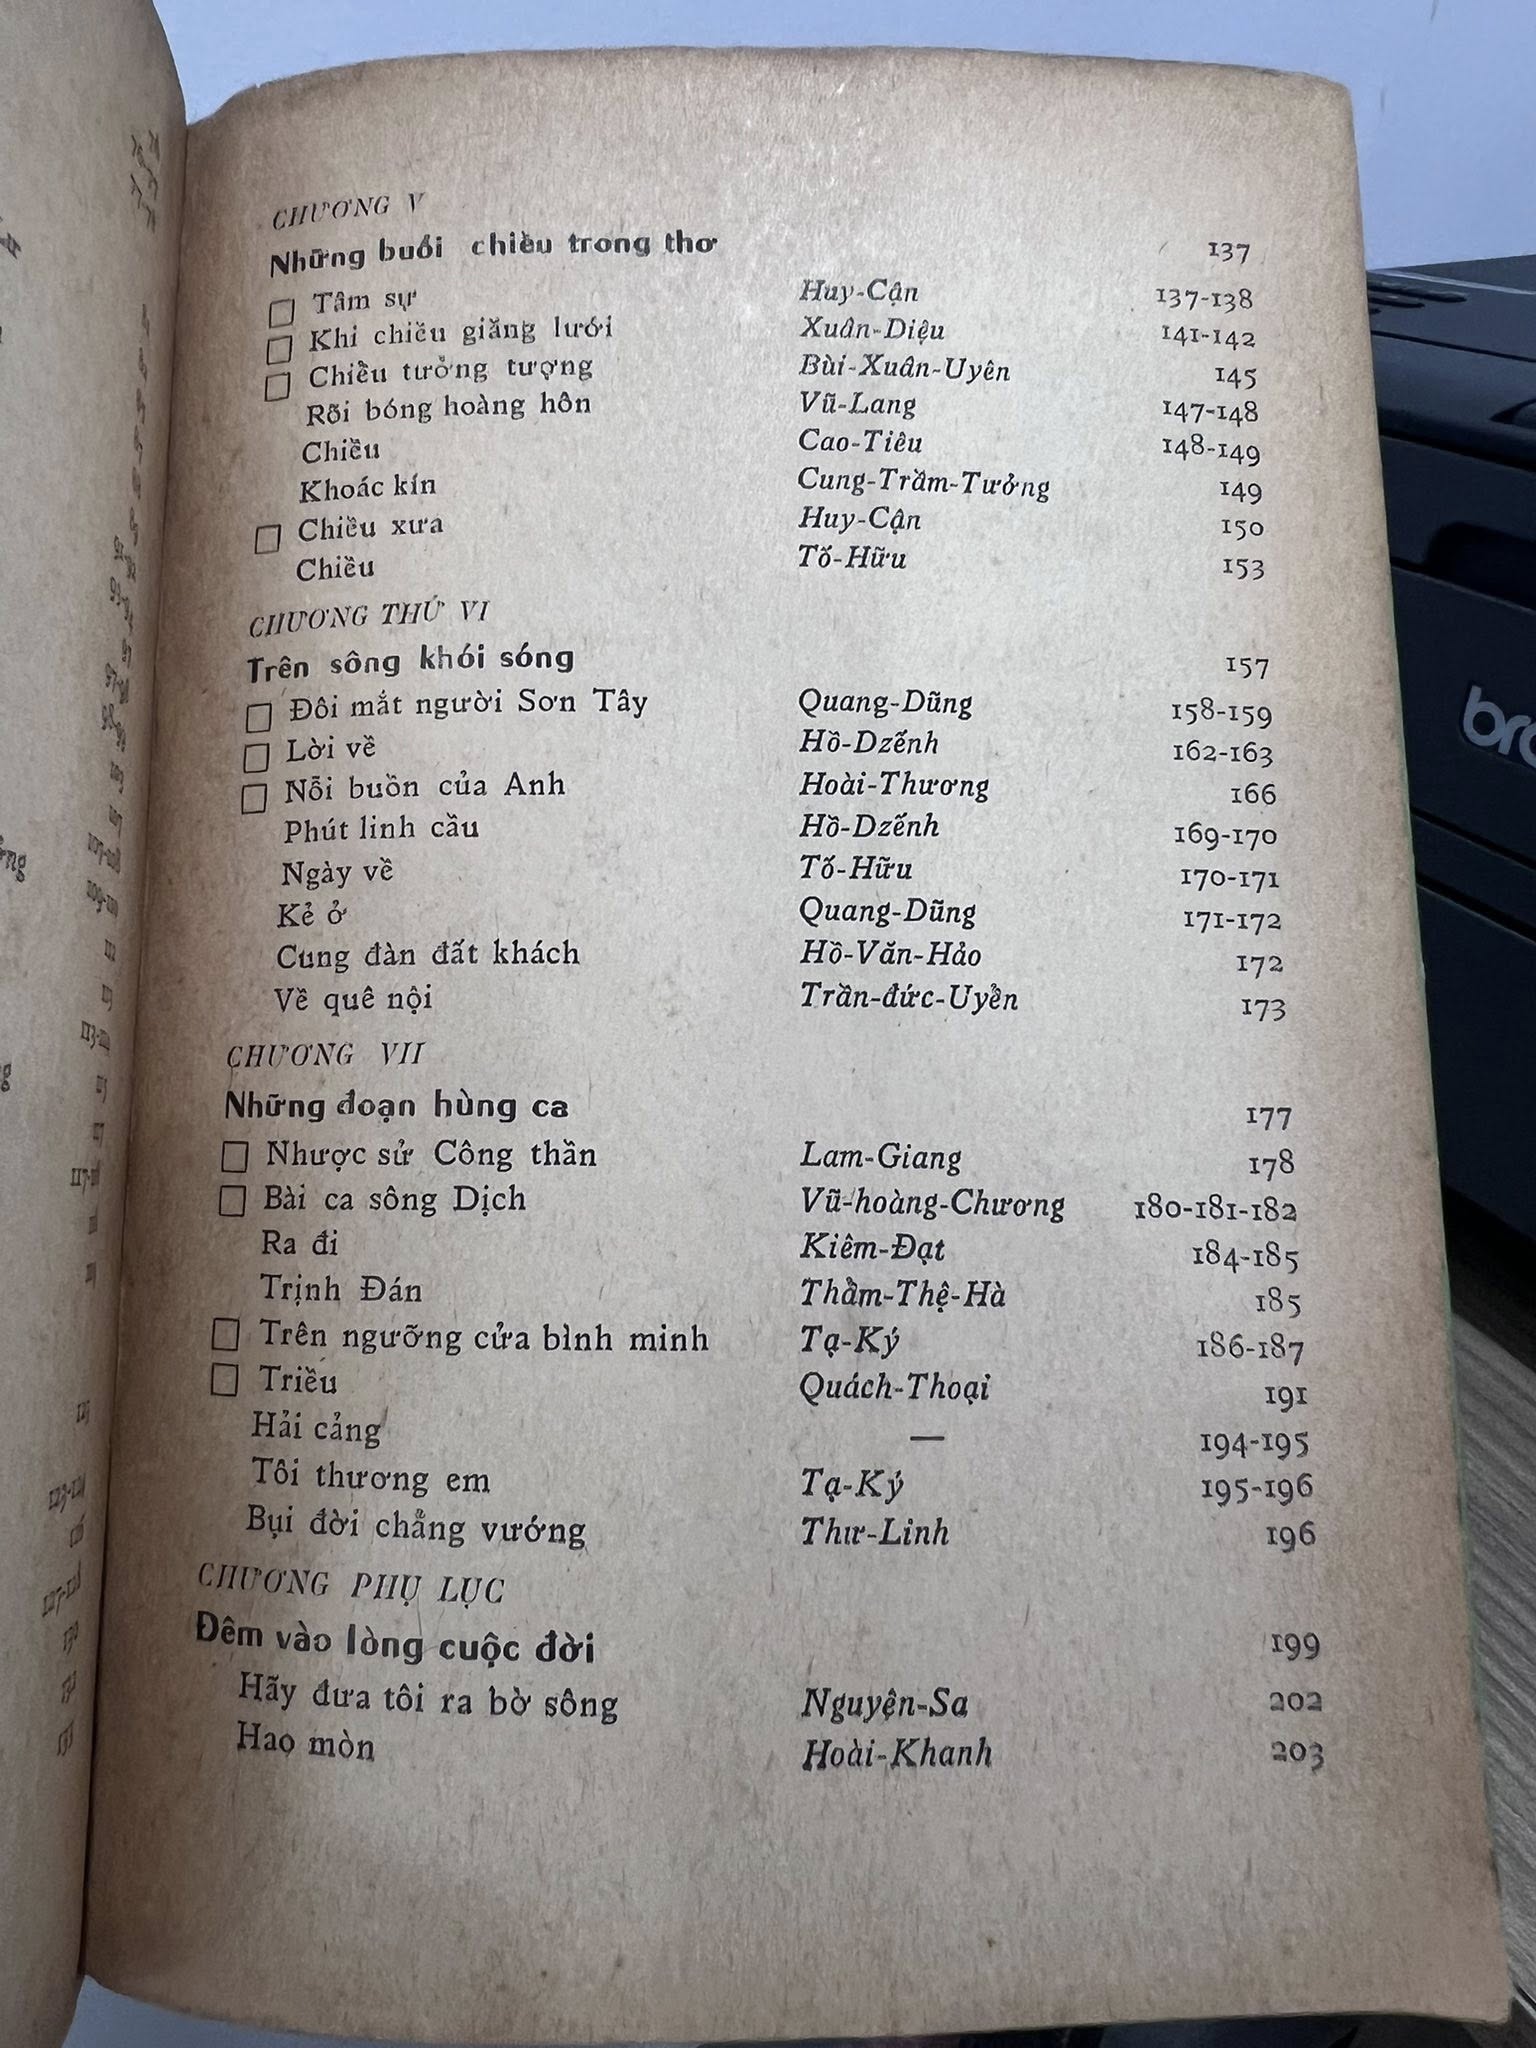 CHƯƠNG V
Những buổi chiều trong thơ 137
□ Tâm sự Huy-Cận 137-138
□ Khi chiều giăng lưới Xuân-Diệu 141-142
□ Chiều tưởng tượng Bùi-Xuân-Uyên 145
Rõi bóng hoàng hôn Vũ-Lang 147-148
Chiều Cao-Tiêu 148-149
Khoác kín Cung-Trầm-Tưởng 149
□ Chiều xưa Huy-Cận 150
Chiều Tố-Hữu 153
CHƯƠNG THỨ VI
Trên sông khói sóng 157
□ Đôi mắt người Sơn Tây Quang-Dũng 158-159
□ Lời về Hồ-Dzếnh 162-163
□ Nỗi buồn của Anh Hoài-Thương 166
Phút linh cầu Hồ-Dzếnh 169-170
Ngày về Tố-Hữu 170-171
Kẻ ở Quang-Dũng 171-172
Cung đàn đất khách Hồ-Văn-Hảo 172
Về quê nội Trần-đức-Uyển 173
CHƯƠNG VII
Những đoạn hùng ca 177
□ Nhược sử Công thần Lam-Giang 178
□ Bài ca sông Dịch Vũ-hoàng-Chương 180-181-182
Ra đi Kiêm-Đạt 184-185
Trịnh Đán Thẩm-Thệ-Hà 185
□ Trên ngưỡng cửa bình minh Tạ-Ký 186-187
□ Triều Quách-Thoại 191
Hải cảng — 194-195
Tôi thương em Tạ-Ký 195-196
Bụi đời chẳng vướng Thư-Linh 196
CHƯƠNG PHỤ LỤC
Đêm vào lòng cuộc đời 199
Hãy đưa tôi ra bờ sông Nguyên-Sa 202
Hao mòn Hoài-Khanh 203